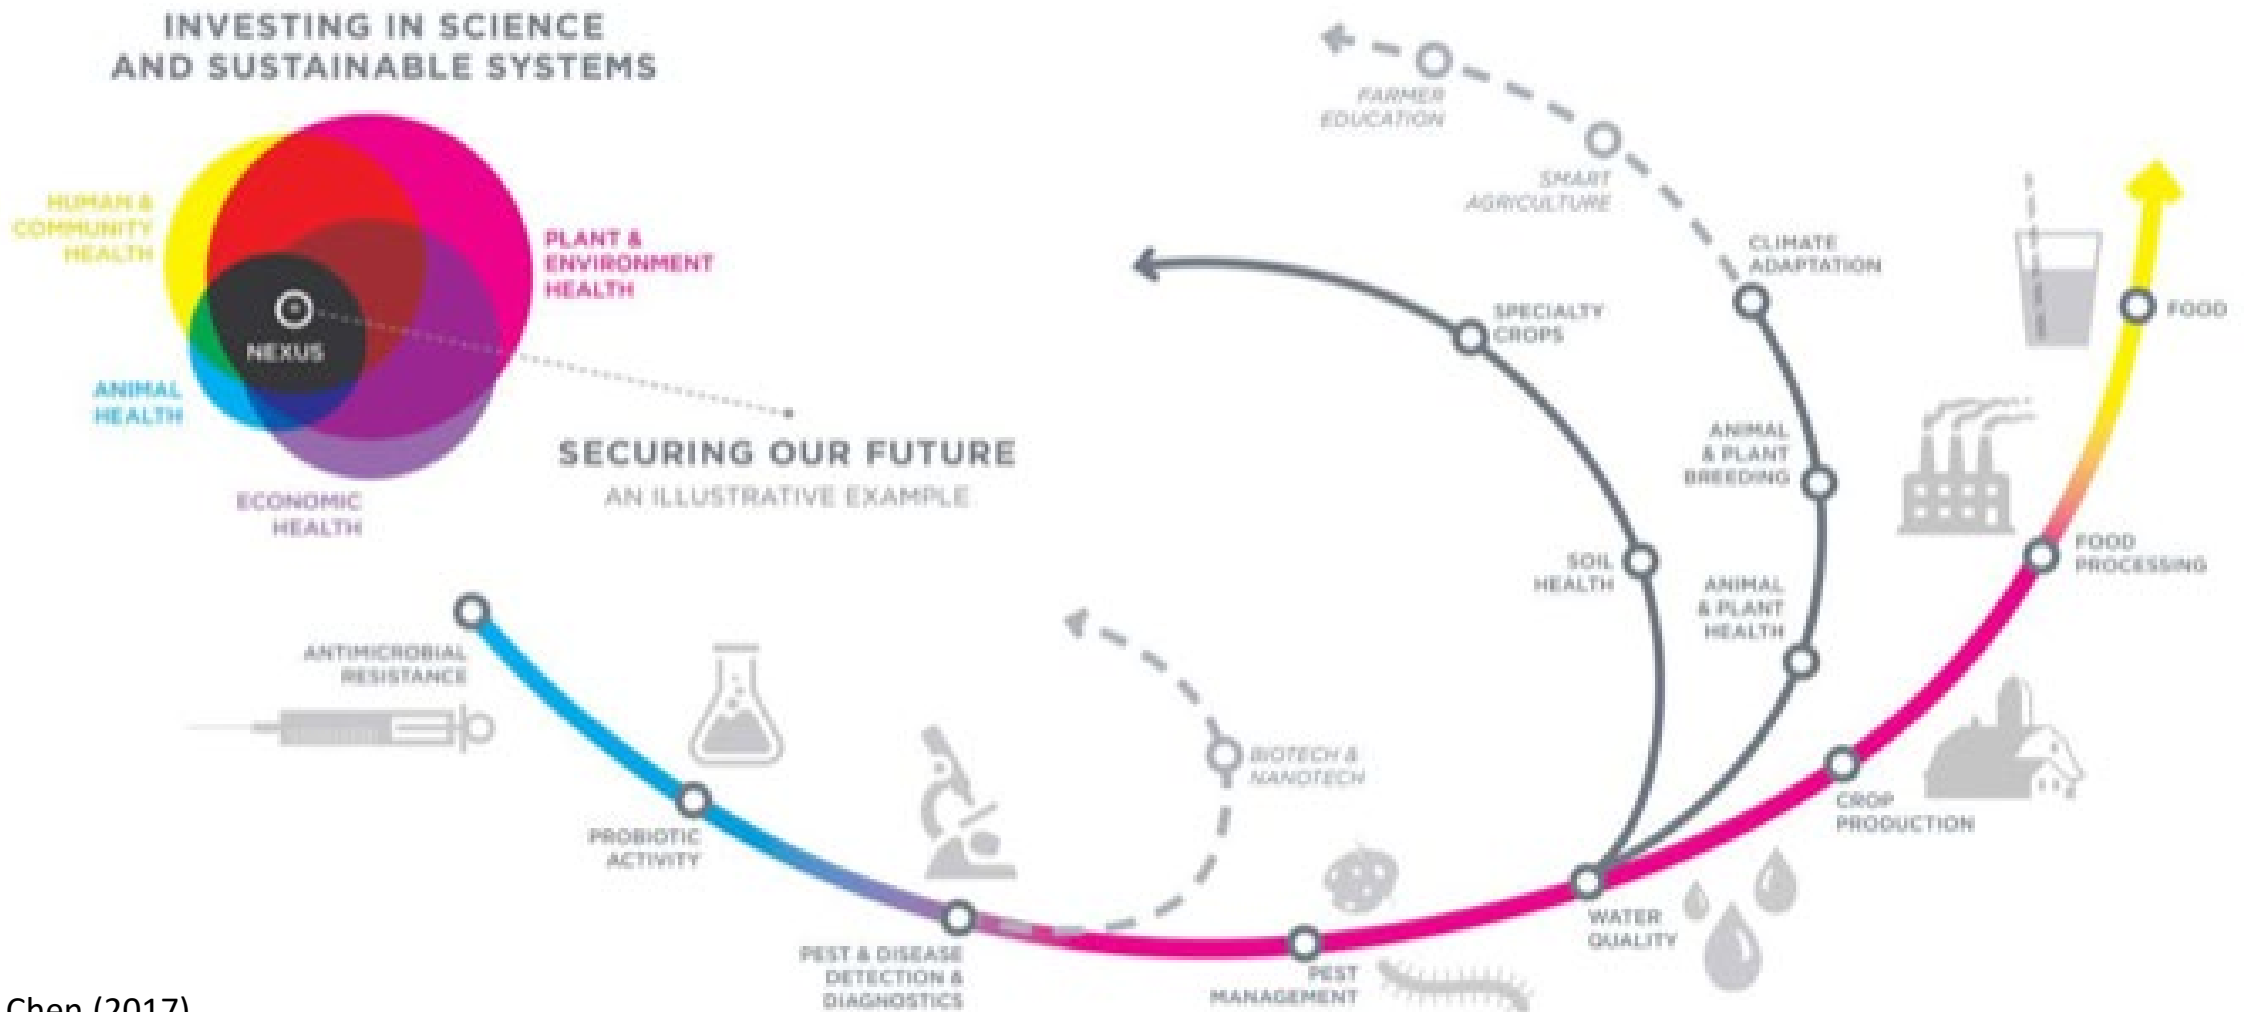 INVESTING IN SCIENCE
AND SUSTAINABLE SYSTEMS
HUMAN &
COMMUNITY
HEALTH
PLANT &
ENVIRONMENT
HEALTH
NEXUS
ANIMAL
HEALTH
ECONOMIC
HEALTH
SECURING OUR FUTURE
AN ILLUSTRATIVE EXAMPLE
FARMER
EDUCATION
SMART
AGRICULTURE
CLIMATE
ADAPTATION
SPECIALTY
CROPS
ANIMAL
& PLANT
BREEDING
SOIL
HEALTH
ANIMAL
& PLANT
HEALTH
FOOD
FOOD
PROCESSING
ANTIMICROBIAL
RESISTANCE
PROBIOTIC
ACTIVITY
BIOTECH &
NANOTECH
PEST & DISEASE
DETECTION &
DIAGNOSTICS
PEST
MANAGEMENT
WATER
QUALITY
CROP
PRODUCTION
Chen (2017)